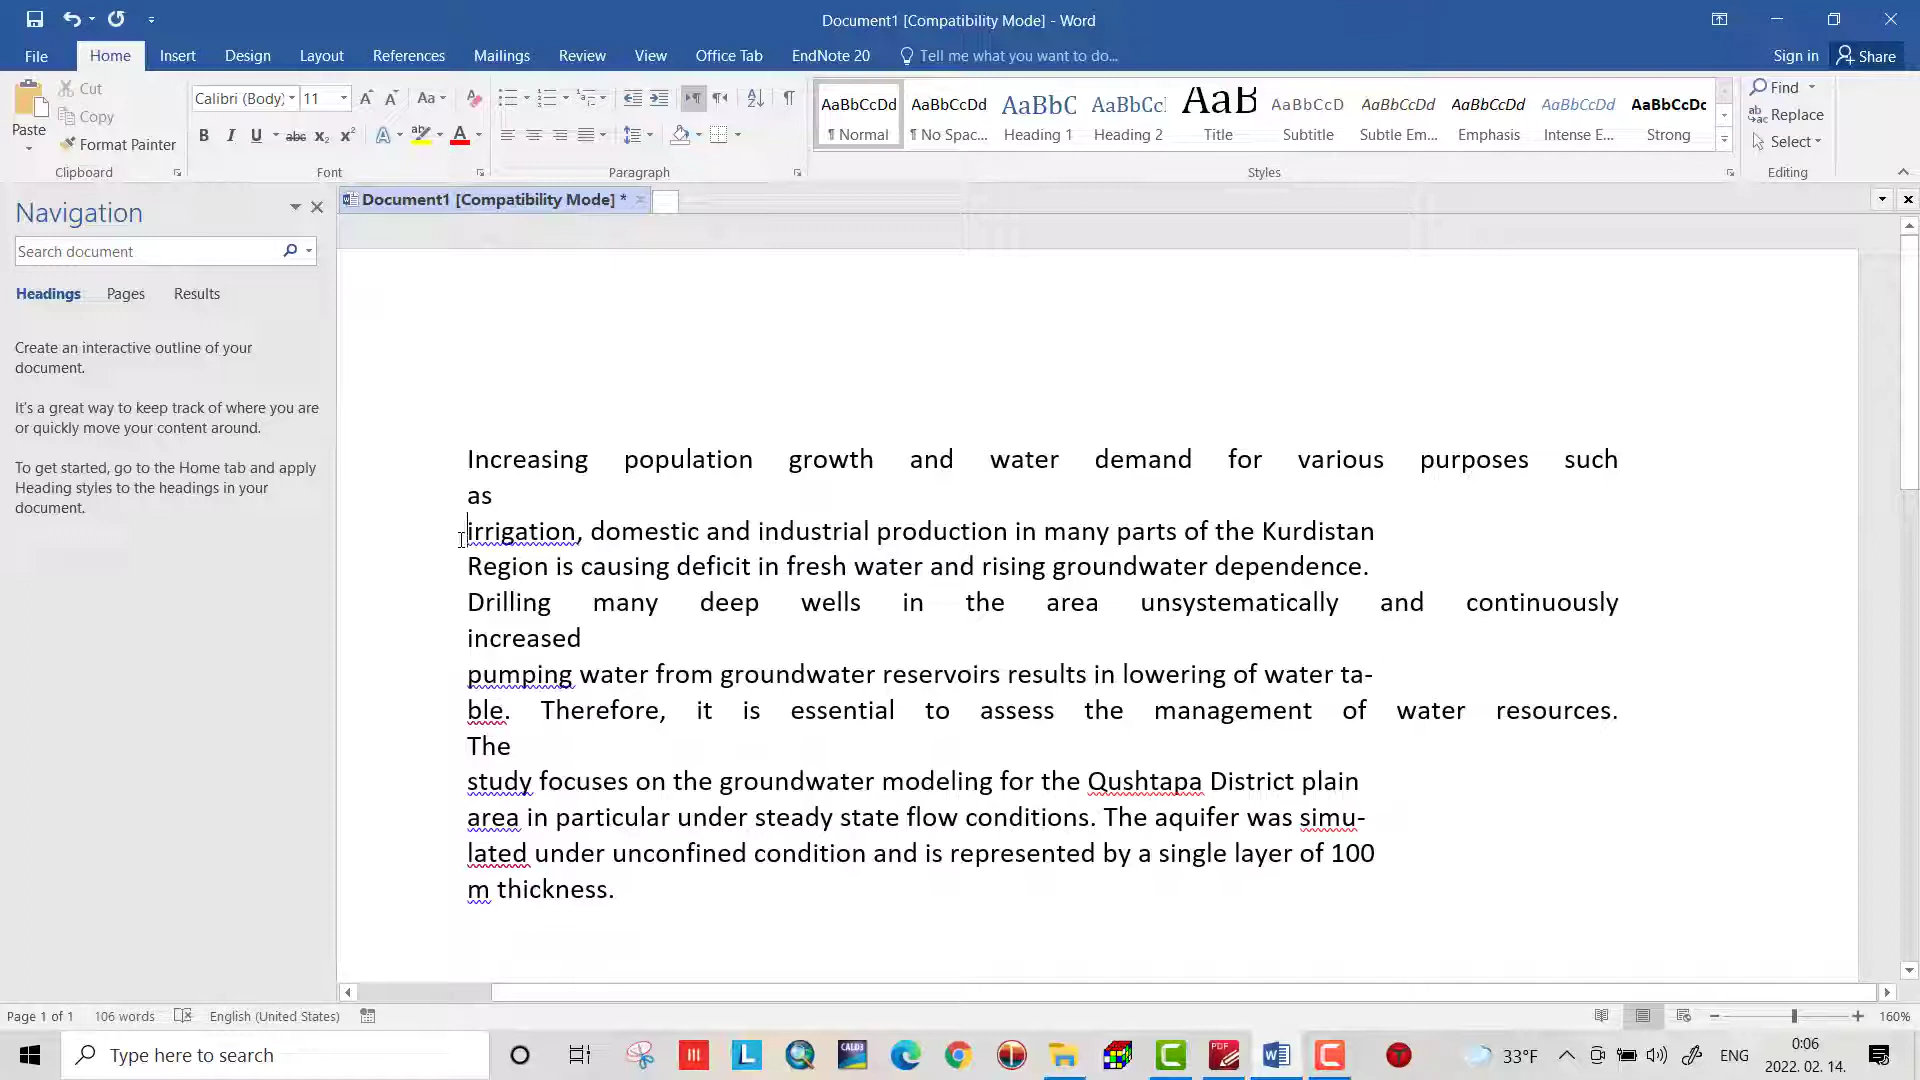 Document1 [Compatibility Mode] - Word
File Home Insert Design Layout References Mailings Review View Office Tab EndNote 20 Tell me what you want to do... Sign in Share
Paste
Cut
Copy
Format Painter
Clipboard
Calibri (Body) 11
Font
Paragraph
AaBbCcDd AaBbCcDd AaBbC AaBbCcI AaB AaBbCcD AaBbCcDd AaBbCcDd AaBbCcDd AaBbCcDc
¶ Normal ¶ No Spac... Heading 1 Heading 2 Title Subtitle Subtle Em... Emphasis Intense E... Strong
Styles
Find
Replace
Select
Editing
Document1 [Compatibility Mode] *
Navigation
Search document
Headings Pages Results
Create an interactive outline of your
document.
It's a great way to keep track of where you are
or quickly move your content around.
To get started, go to the Home tab and apply
Heading styles to the headings in your
document.
Increasing population growth and water demand for various purposes such
as
irrigation, domestic and industrial production in many parts of the Kurdistan
Region is causing deficit in fresh water and rising groundwater dependence.
Drilling many deep wells in the area unsystematically and continuously
increased
pumping water from groundwater reservoirs results in lowering of water ta-
ble. Therefore, it is essential to assess the management of water resources.
The
study focuses on the groundwater modeling for the Qushtapa District plain
area in particular under steady state flow conditions. The aquifer was simu-
lated under unconfined condition and is represented by a single layer of 100
m thickness.
Page 1 of 1 106 words English (United States) 160%
Type here to search
33°F ENG
0:06
2022. 02. 14.